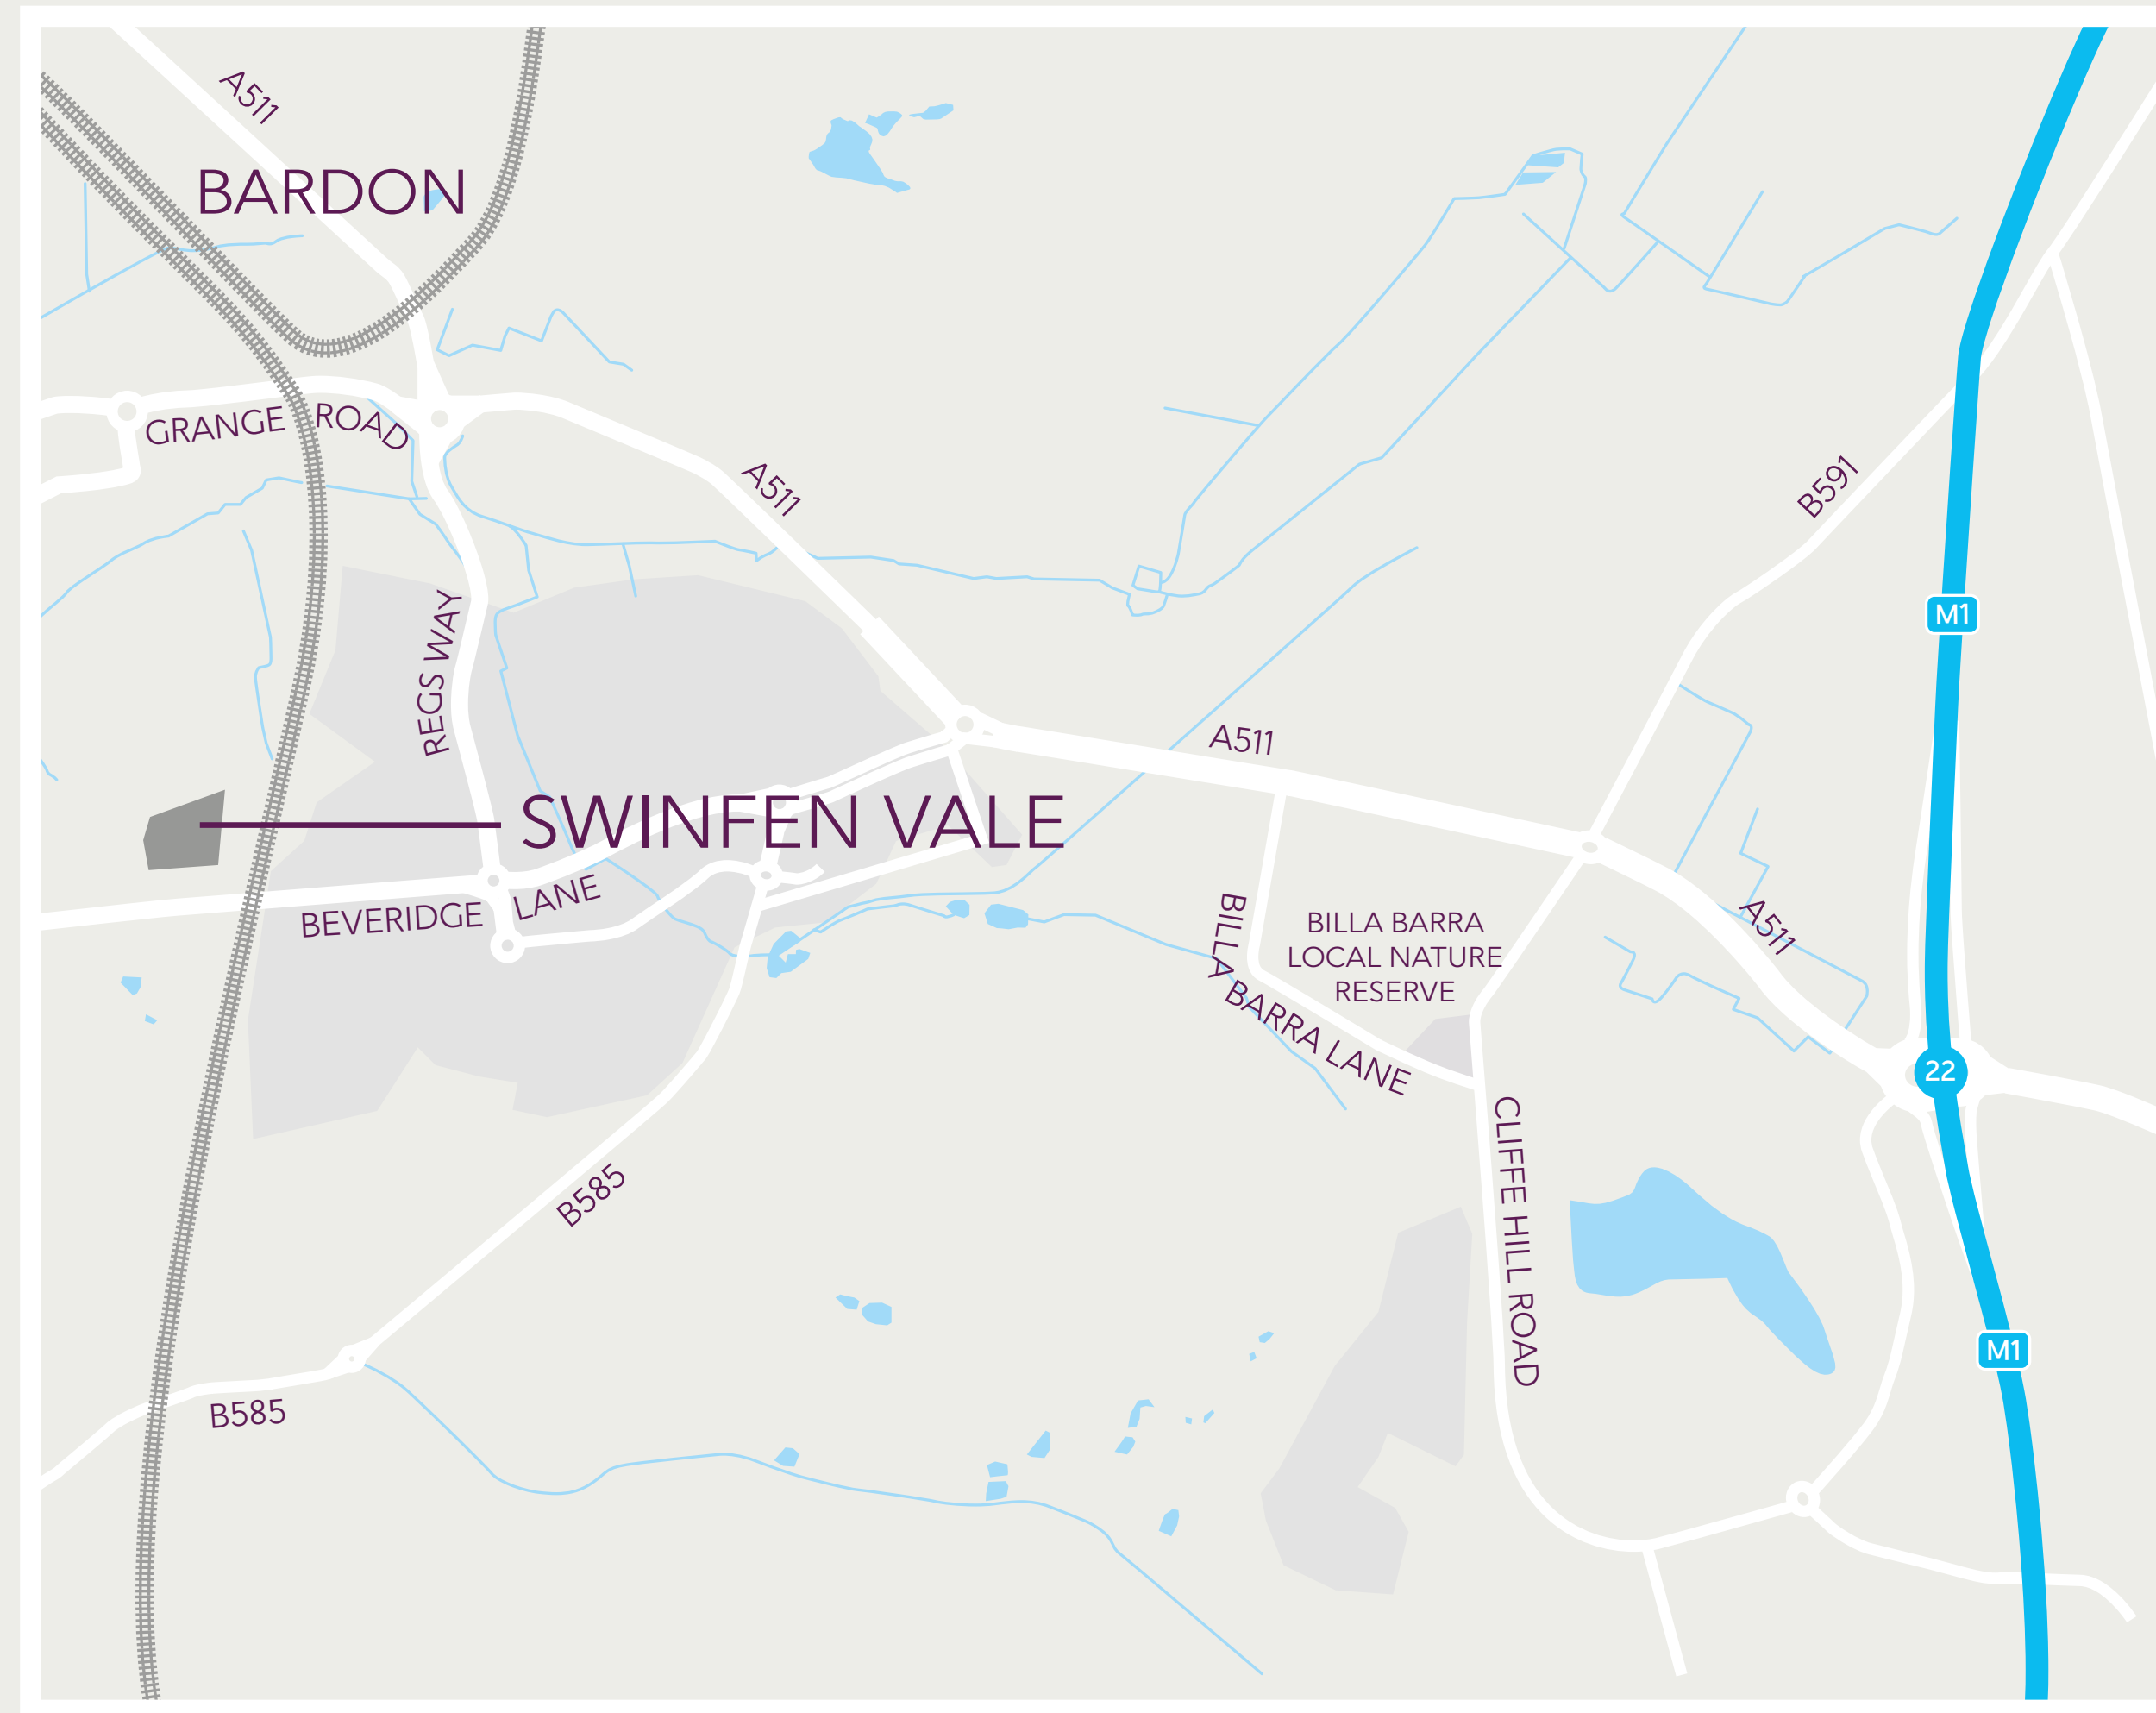 A511
BARDON
GRANGE ROAD
A511
B591
REGS WAY
M1
A511
SWINFEN VALE
BEVERIDGE LANE
BILLA BARRA LANE
BILLA BARRA
LOCAL NATURE
RESERVE
A511
22
CLIFFE HILL ROAD
B585
M1
B585